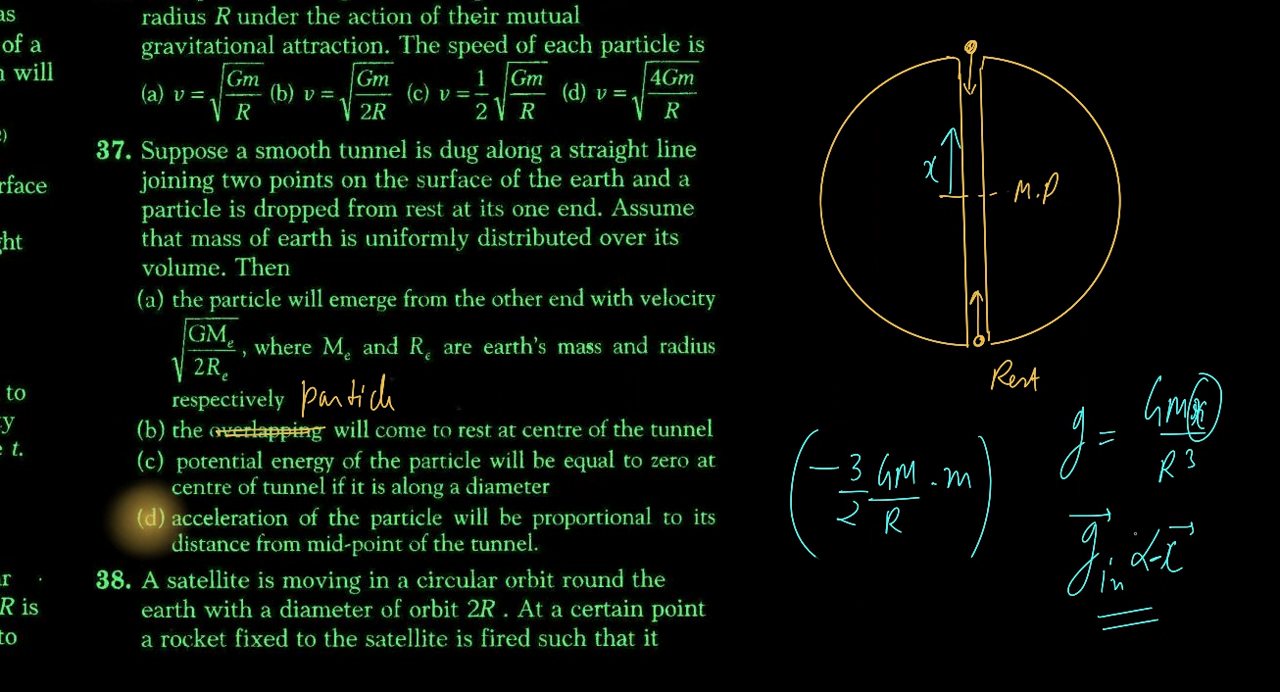 as
of a
n will
rface
ght
to
y
t.
r
R is
to
radius R under the action of their mutual
gravitational attraction. The speed of each particle is
(a) v = √(Gm/R) (b) v = √(Gm/2R) (c) v = 1/2 √(Gm/R) (d) v = √(4Gm/R)
37. Suppose a smooth tunnel is dug along a straight line
joining two points on the surface of the earth and a
particle is dropped from rest at its one end. Assume
that mass of earth is uniformly distributed over its
volume. Then
(a) the particle will emerge from the other end with velocity
√(GMₑ/2Rₑ), where Mₑ and Rₑ are earth's mass and radius
respectively particle
(b) the overlapping will come to rest at centre of the tunnel
(c) potential energy of the particle will be equal to zero at
centre of tunnel if it is along a diameter
(d) acceleration of the particle will be proportional to its
distance from mid-point of the tunnel.
38. A satellite is moving in a circular orbit round the
earth with a diameter of orbit 2R . At a certain point
a rocket fixed to the satellite is fired such that it
x
M.P
Rest
(-3/2 GM/R . m)
g = GMx/R³
g⃗in ∝ -x⃗